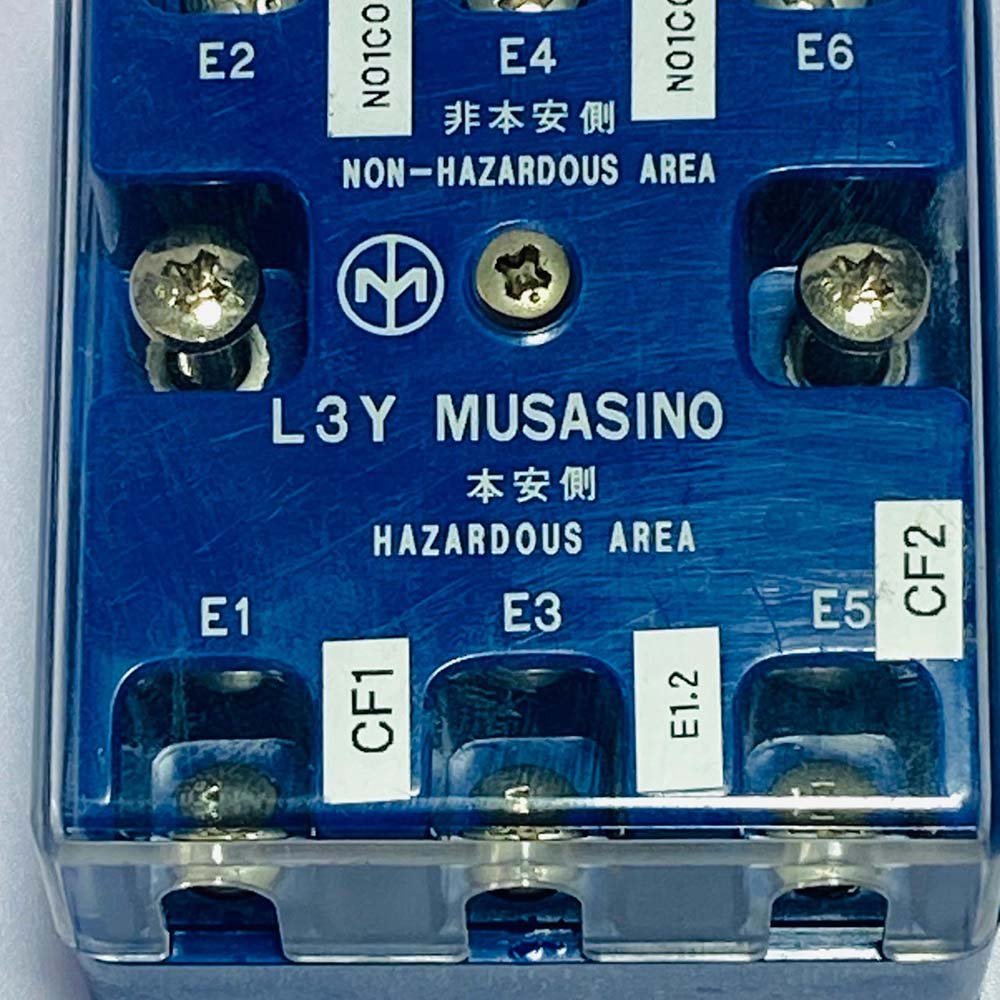 E2
E4
E6
N01C0
N01C0
非本安側
NON-HAZARDOUS AREA
L3Y MUSASINO
本安側
HAZARDOUS AREA
E1
E3
E5
CF2
CF1
E1.2